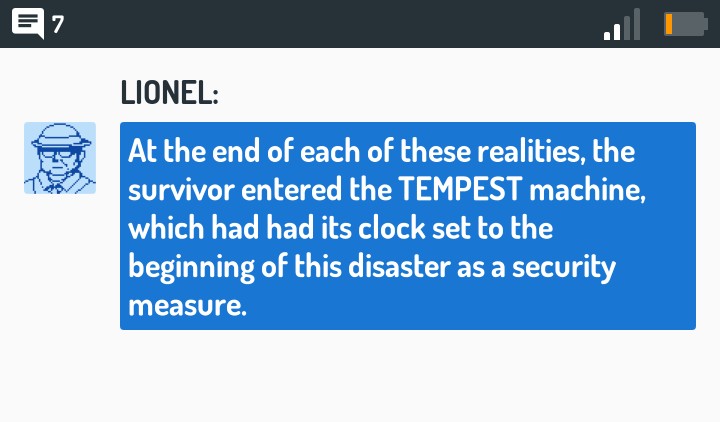 7
LIONEL:
At the end of each of these realities, the
survivor entered the TEMPEST machine,
which had had its clock set to the
beginning of this disaster as a security
measure.